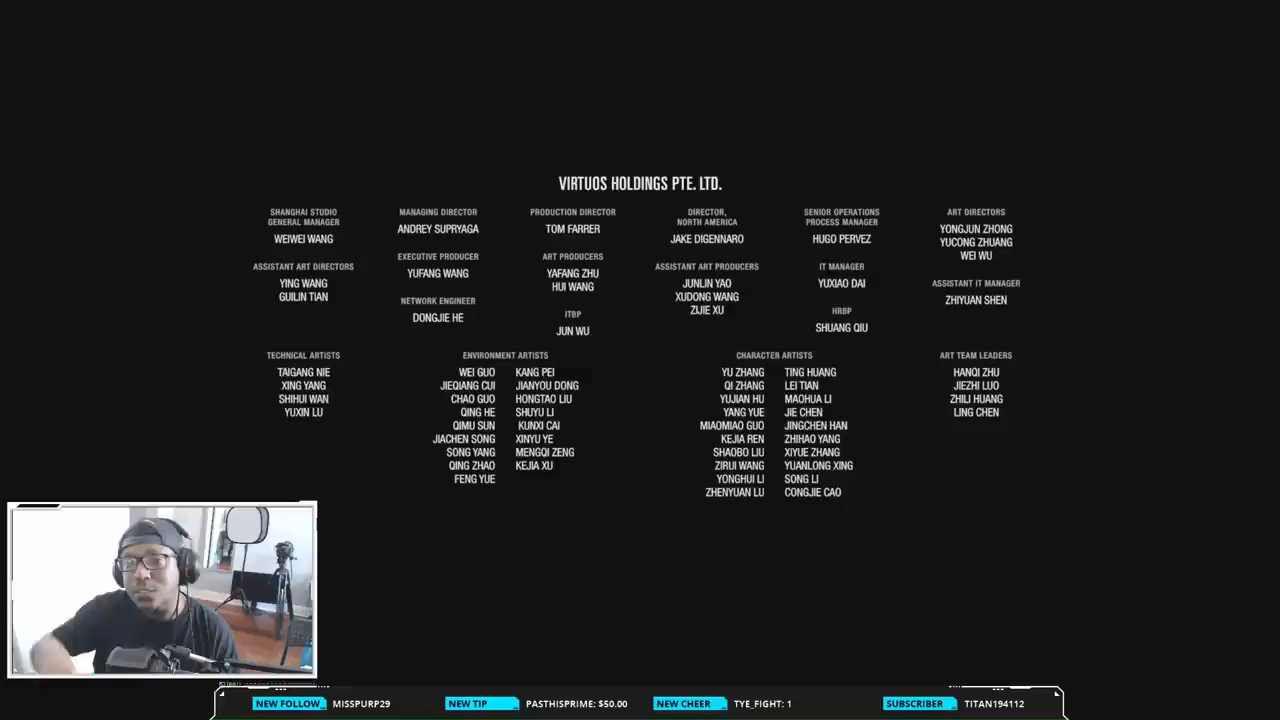 VIRTUOS HOLDINGS PTE. LTD.
SHANGHAI STUDIO
GENERAL MANAGER
WEIWEI WANG
MANAGING DIRECTOR
ANDREY SUPRYAGA
PRODUCTION DIRECTOR
TOM FARRER
DIRECTOR,
NORTH AMERICA
JAKE DIGENNARO
SENIOR OPERATIONS
PROCESS MANAGER
HUGO PERVEZ
ART DIRECTORS
YONGJUN ZHONG
YUCONG ZHUANG
WEI WU
ASSISTANT ART DIRECTORS
YING WANG
GUILIN TIAN
EXECUTIVE PRODUCER
YUFANG WANG
ART PRODUCERS
YAFANG ZHU
HUI WANG
ASSISTANT ART PRODUCERS
JUNLIN YAO
XUDONG WANG
ZIJIE XU
IT MANAGER
YUXIAO DAI
ASSISTANT IT MANAGER
ZHIYUAN SHEN
NETWORK ENGINEER
DONGJIE HE
ITBP
JUN WU
HRBP
SHUANG QIU
TECHNICAL ARTISTS
TAIGANG NIE
XING YANG
SHIHUI WAN
YUXIN LU
ENVIRONMENT ARTISTS
WEI GUO KANG PEI
JIEQIANG CUI JIANYOU DONG
CHAO GUO HONGTAO LIU
QING HE SHUYU LI
QIMU SUN KUNXI CAI
JIACHEN SONG XINYU YE
SONG YANG MENGQI ZENG
QING ZHAO KEJIA XU
FENG YUE
CHARACTER ARTISTS
YU ZHANG TING HUANG
QI ZHANG LEI TIAN
YUJIAN HU MAOHUA LI
YANG YUE JIE CHEN
MIAOMIAO GUO JINGCHEN HAN
KEJIA REN ZHIHAO YANG
SHAOBO LIU XIYUE ZHANG
ZIRUI WANG YUANLONG XING
YONGHUI LI SONG LI
ZHENYUAN LU CONGJIE CAO
ART TEAM LEADERS
HANQI ZHU
JIEZHI LUO
ZHILI HUANG
LING CHEN
NEW FOLLOW MISSPURP29 NEW TIP PASTHISPRIME: $50.00 NEW CHEER TYE_FIGHT: 1 SUBSCRIBER TITAN194112